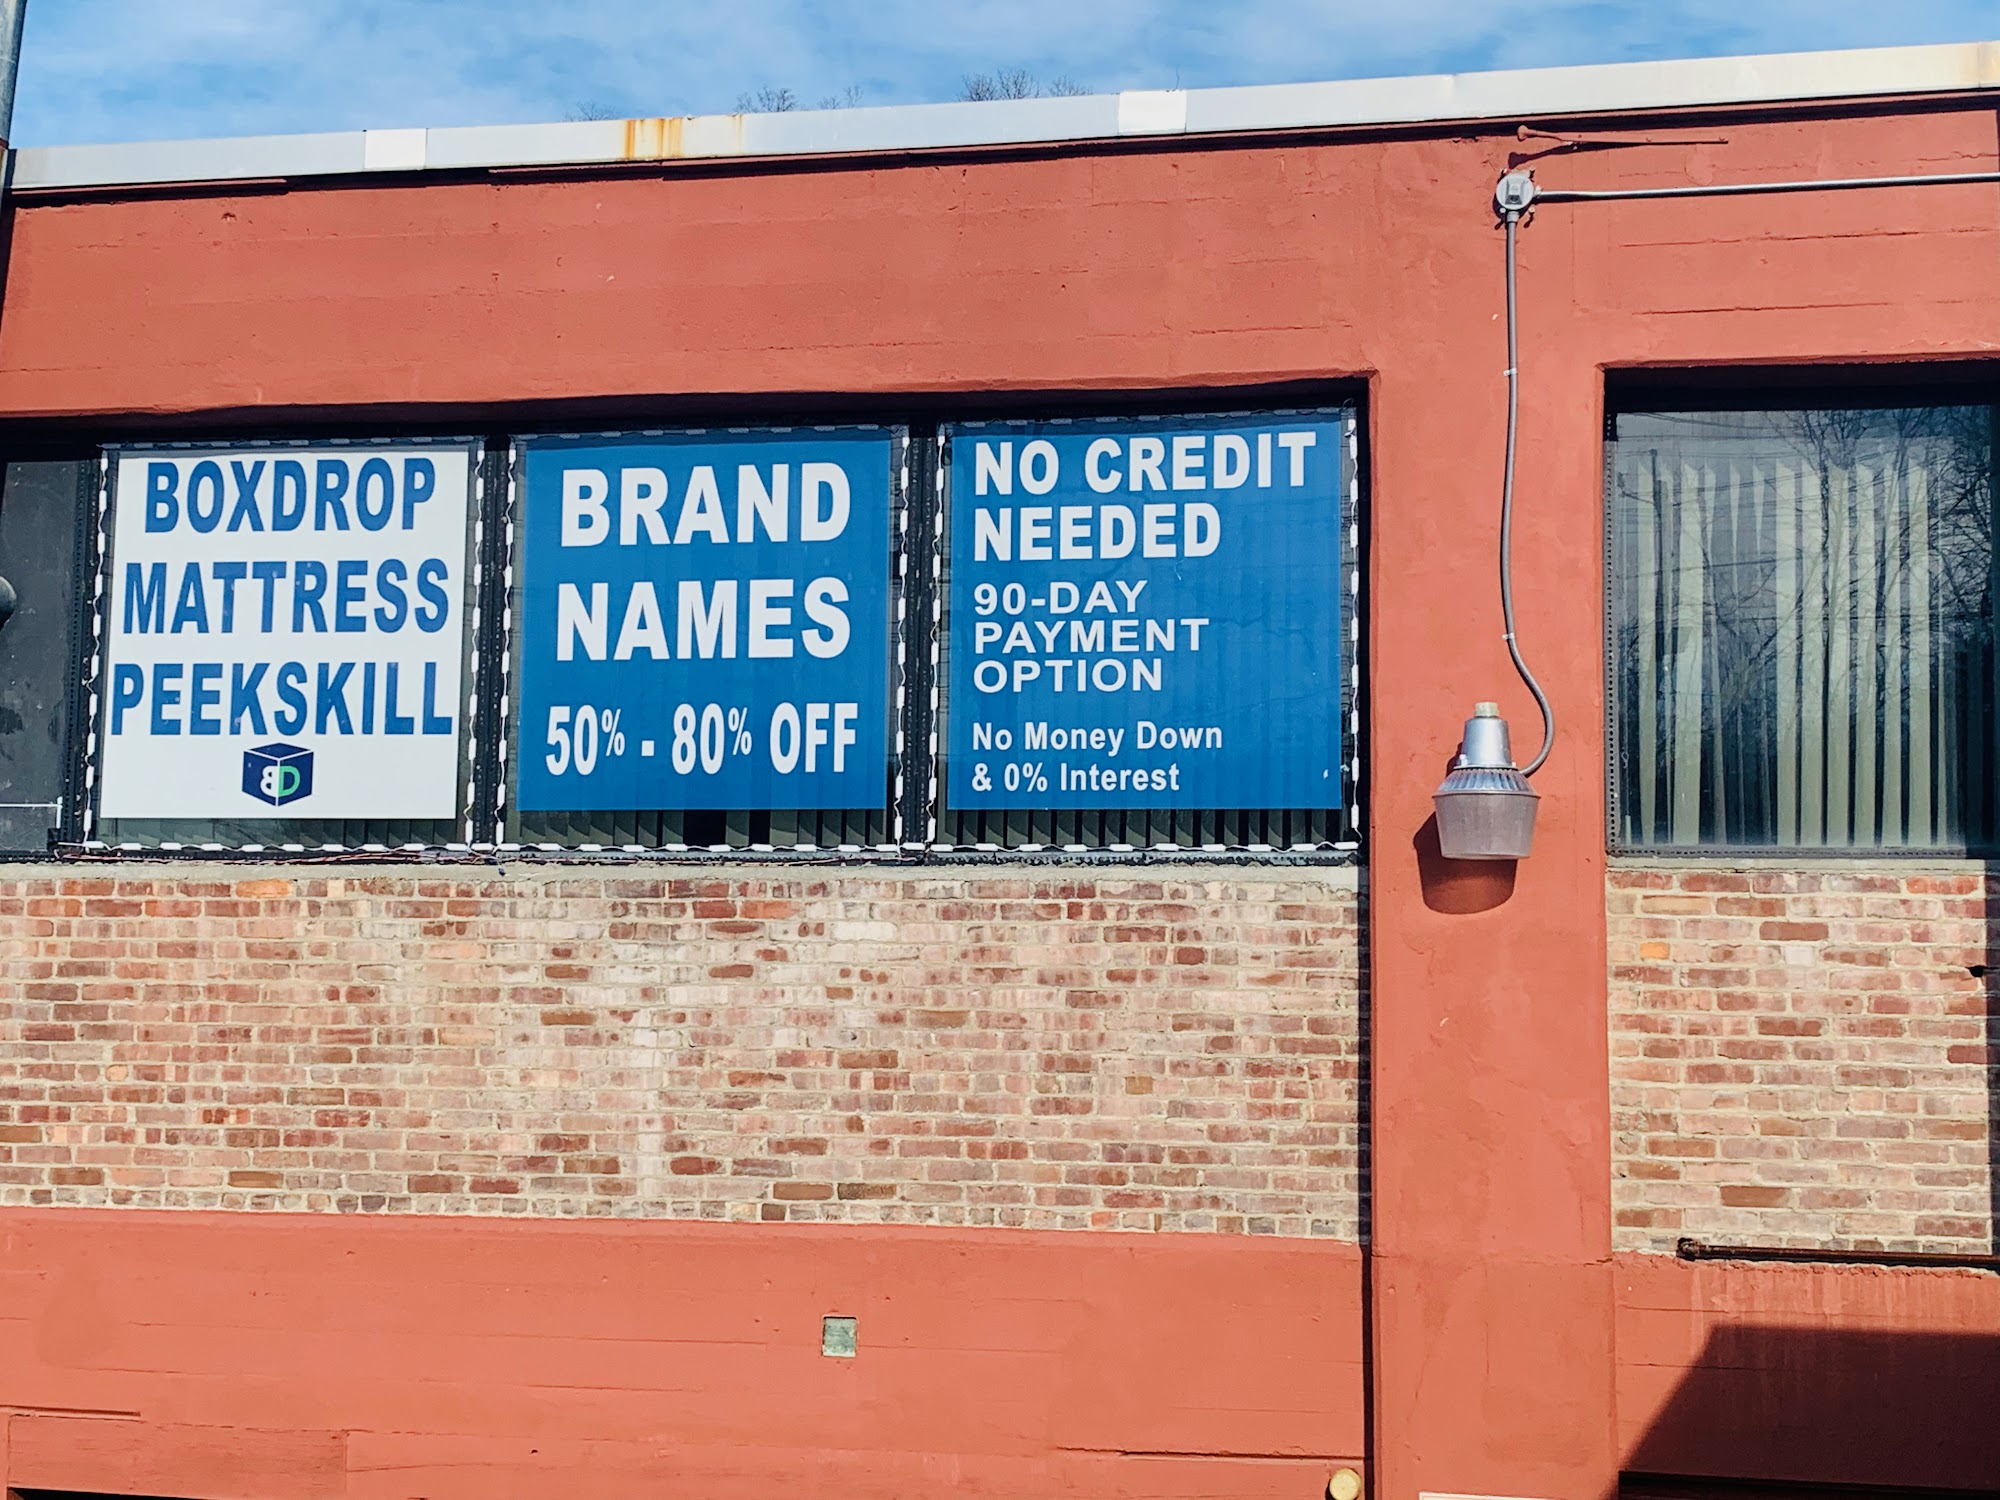 BOXDROP
MATTRESS
PEEKSKILL
BD
BRAND
NAMES
50% - 80% OFF
NO CREDIT
NEEDED
90-DAY
PAYMENT
OPTION
No Money Down
& 0% Interest